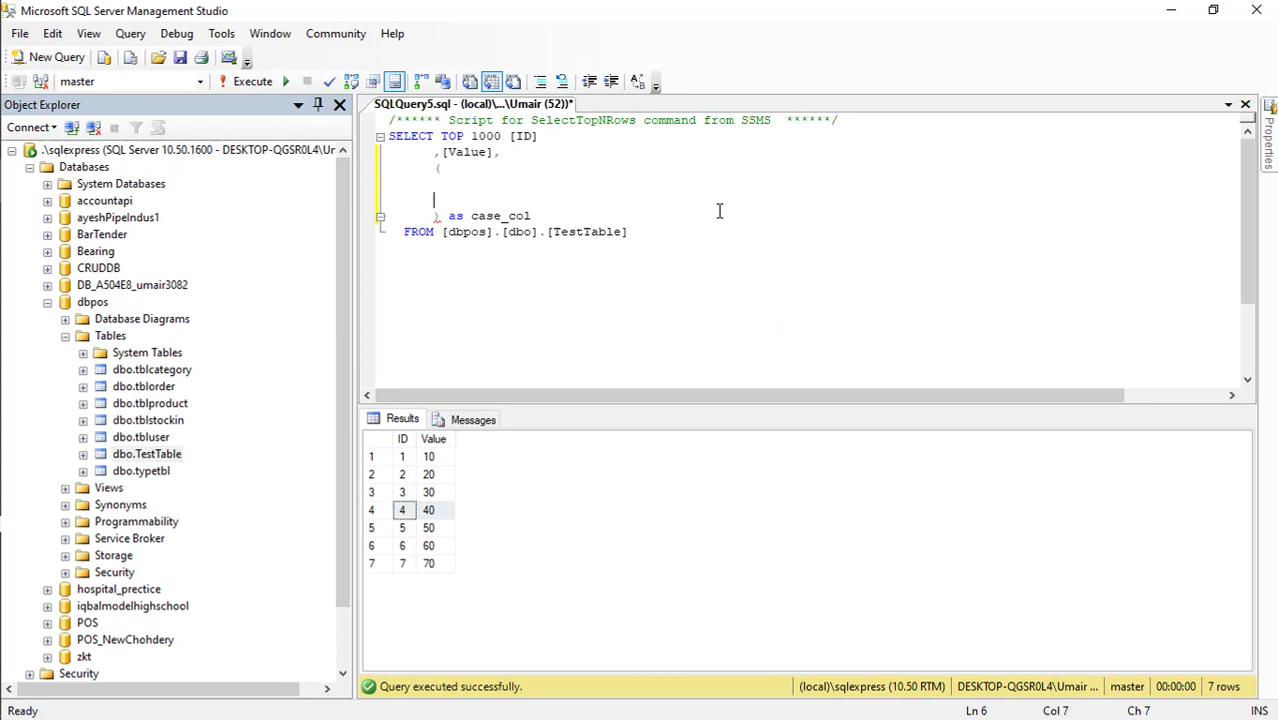 Microsoft SQL Server Management Studio
File Edit View Query Debug Tools Window Community Help
New Query
master Execute
Object Explorer
SQLQuery5.sql - (local)\...\Umair (52))*
Properties
Connect
.\sqlexpress (SQL Server 10.50.1600 - DESKTOP-QGSR0L4\Umair
Databases
System Databases
accountapi
ayeshPipeIndus1
BarTender
Bearing
CRUDDB
DB_A504E8_umair3082
dbpos
Database Diagrams
Tables
System Tables
dbo.tblcategory
dbo.tblorder
dbo.tblproduct
dbo.tblstockin
dbo.tbluser
dbo.TestTable
dbo.typetbl
Views
Synonyms
Programmability
Service Broker
Storage
Security
hospital_prectice
iqbalmodelhighschool
POS
POS_NewChohdery
zkt
Security
/****** Script for SelectTopNRows command from SSMS ******/
SELECT TOP 1000 [ID]
,[Value],
(
) as case_col
FROM [dbpos].[dbo].[TestTable]
Results Messages
ID Value
1 1 10
2 2 20
3 3 30
4 4 40
5 5 50
6 6 60
7 7 70
Query executed successfully. (local)\sqlexpress (10.50 RTM) DESKTOP-QGSR0L4\Umair ... master 00:00:00 7 rows
Ready Ln 6 Col 7 Ch 7 INS